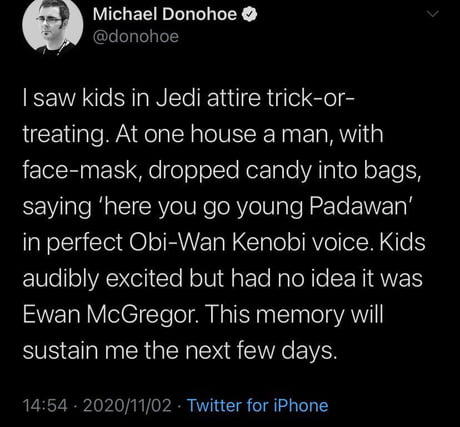 Michael Donohoe
@donohoe
I saw kids in Jedi attire trick-or-
treating. At one house a man, with
face-mask, dropped candy into bags,
saying ‘here you go young Padawan’
in perfect Obi-Wan Kenobi voice. Kids
audibly excited but had no idea it was
Ewan McGregor. This memory will
sustain me the next few days.
14:54 · 2020/11/02 · Twitter for iPhone